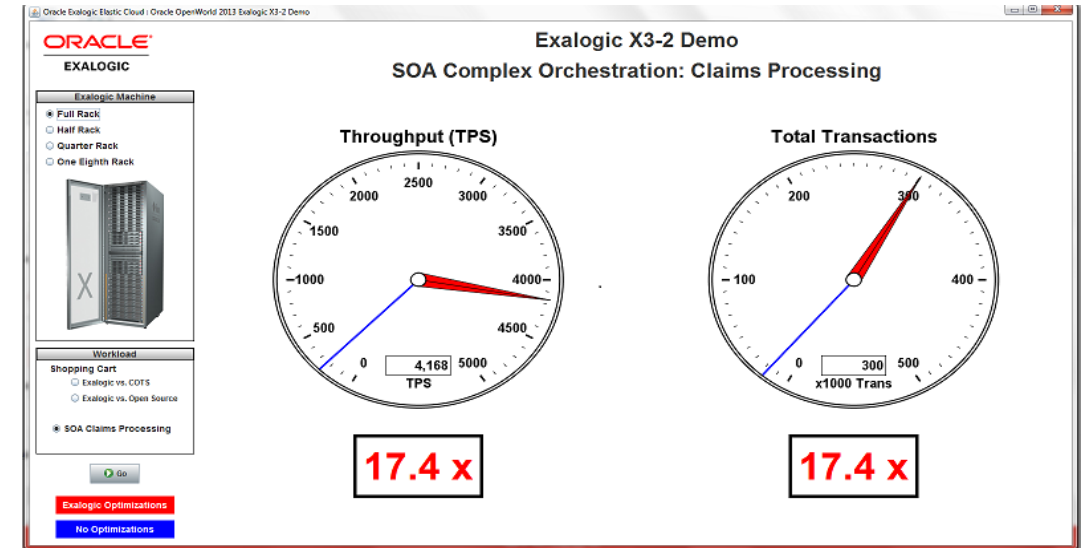 Oracle Exalogic Elastic Cloud : Oracle OpenWorld 2013 Exalogic X3-2 Demo
ORACLE
EXALOGIC
Exalogic X3-2 Demo
SOA Complex Orchestration: Claims Processing
Exalogic Machine
Full Rack
Half Rack
Quarter Rack
One Eighth Rack
X
Workload
Shopping Cart
Exalogic vs. COTS
Exalogic vs. Open Source
SOA Claims Processing
Go
Exalogic Optimizations
No Optimizations
Throughput (TPS)
0
500
1000
1500
2000
2500
3000
3500
4000
4500
5000
4,168
TPS
17.4 x
Total Transactions
0
100
200
300
400
500
300
x1000 Trans
17.4 x